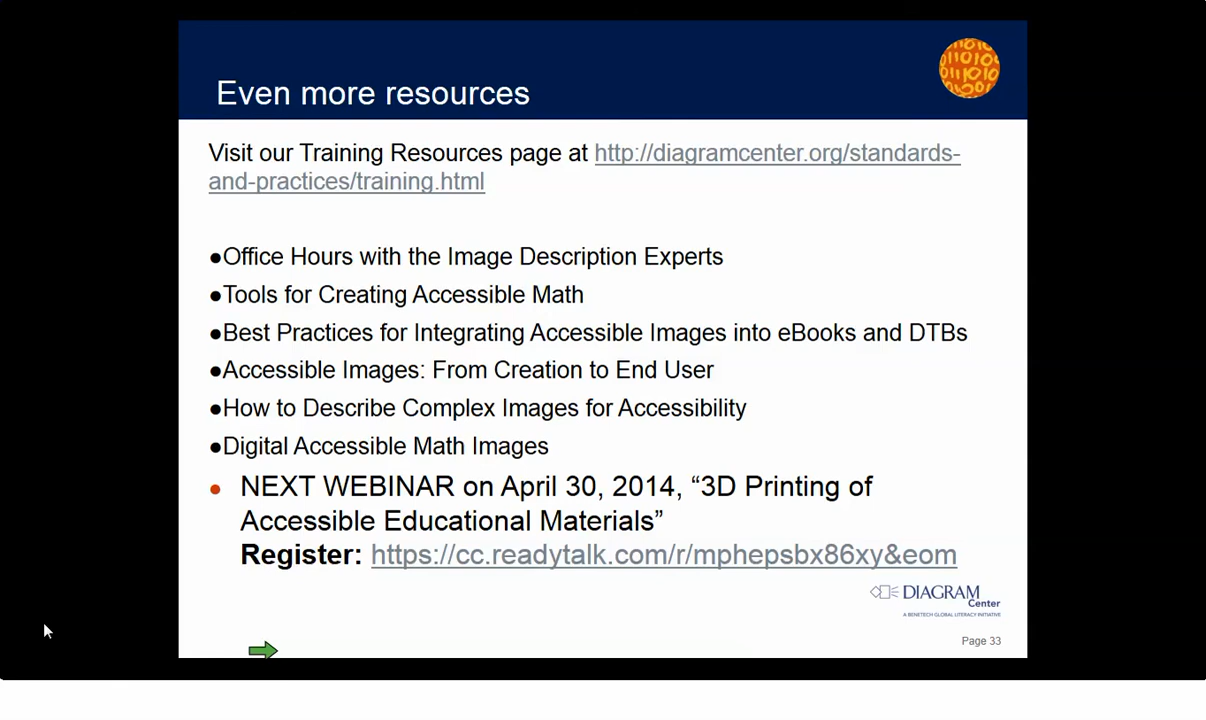 Even more resources
Visit our Training Resources page at http://diagramcenter.org/standards-
and-practices/training.html
●Office Hours with the Image Description Experts
●Tools for Creating Accessible Math
●Best Practices for Integrating Accessible Images into eBooks and DTBs
●Accessible Images: From Creation to End User
●How to Describe Complex Images for Accessibility
●Digital Accessible Math Images
• NEXT WEBINAR on April 30, 2014, “3D Printing of
Accessible Educational Materials”
Register: https://cc.readytalk.com/r/mphepsbx86xy&eom
DIAGRAM
Center
A BENETECH GLOBAL LITERACY INITIATIVE
Page 33